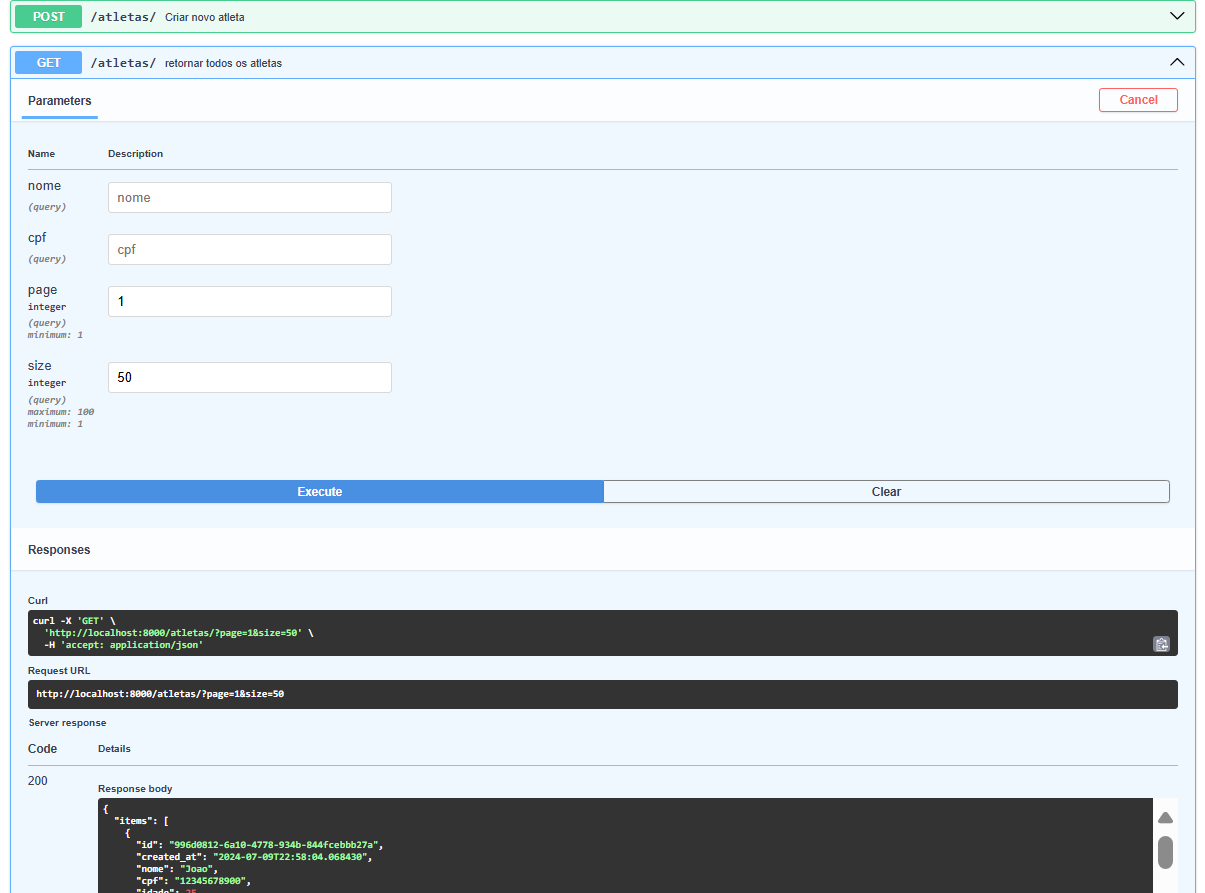 POST /atletas/ Criar novo atleta
GET /atletas/ retornar todos os atletas
Parameters
Cancel
Name Description
nome
(query)
nome
cpf
(query)
cpf
page
integer
(query)
minimum: 1
1
size
integer
(query)
maximum: 100
minimum: 1
50
Execute
Clear
Responses
Curl
curl -X 'GET' \
'http://localhost:8000/atletas/?page=1&size=50' \
-H 'accept: application/json'
Request URL
http://localhost:8000/atletas/?page=1&size=50
Server response
Code Details
200
Response body
{
"items": [
{
"id": "996d0812-6a10-4778-934b-844fcebbb27a",
"created_at": "2024-07-09T22:58:04.068430",
"nome": "Joao",
"cpf": "12345678900",
"idade": 25